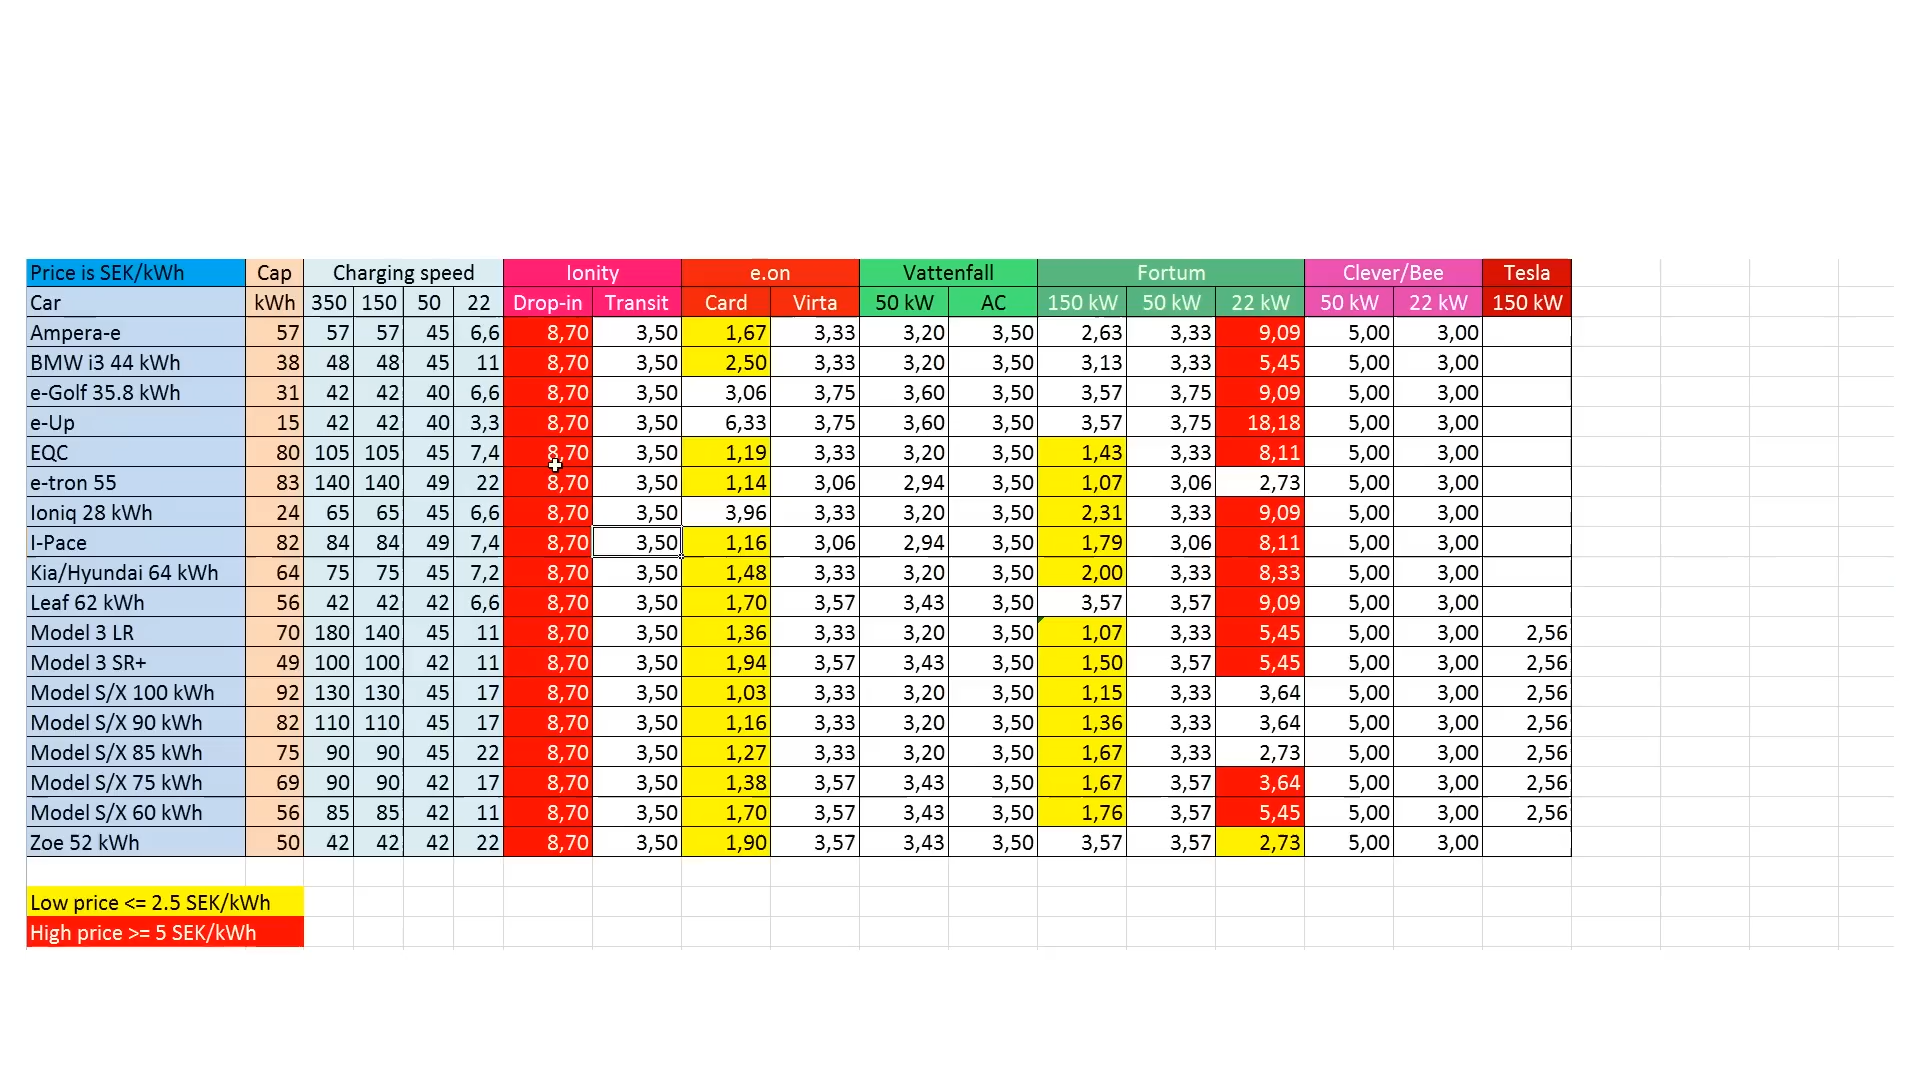 Price is SEK/kWh Cap Charging speed Ionity e.on Vattenfall Fortum Clever/Bee Tesla
Car kWh 350 150 50 22 Drop-in Transit Card Virta 50 kW AC 150 kW 50 kW 22 kW 50 kW 22 kW 150 kW
Ampera-e 57 57 57 45 6,6 8,70 3,50 1,67 3,33 3,20 3,50 2,63 3,33 9,09 5,00 3,00
BMW i3 44 kWh 38 48 48 45 11 8,70 3,50 2,50 3,33 3,20 3,50 3,13 3,33 5,45 5,00 3,00
e-Golf 35.8 kWh 31 42 42 40 6,6 8,70 3,50 3,06 3,75 3,60 3,50 3,57 3,75 9,09 5,00 3,00
e-Up 15 42 42 40 3,3 8,70 3,50 6,33 3,75 3,60 3,50 3,57 3,75 18,18 5,00 3,00
EQC 80 105 105 45 7,4 8,70 3,50 1,19 3,33 3,20 3,50 1,43 3,33 8,11 5,00 3,00
e-tron 55 83 140 140 49 22 8,70 3,50 1,14 3,06 2,94 3,50 1,07 3,06 2,73 5,00 3,00
Ioniq 28 kWh 24 65 65 45 6,6 8,70 3,50 3,96 3,33 3,20 3,50 2,31 3,33 9,09 5,00 3,00
I-Pace 82 84 84 49 7,4 8,70 3,50 1,16 3,06 2,94 3,50 1,79 3,06 8,11 5,00 3,00
Kia/Hyundai 64 kWh 64 75 75 45 7,2 8,70 3,50 1,48 3,33 3,20 3,50 2,00 3,33 8,33 5,00 3,00
Leaf 62 kWh 56 42 42 42 6,6 8,70 3,50 1,70 3,57 3,43 3,50 3,57 3,57 9,09 5,00 3,00
Model 3 LR 70 180 140 45 11 8,70 3,50 1,36 3,33 3,20 3,50 1,07 3,33 5,45 5,00 3,00 2,56
Model 3 SR+ 49 100 100 42 11 8,70 3,50 1,94 3,57 3,43 3,50 1,50 3,57 5,45 5,00 3,00 2,56
Model S/X 100 kWh 92 130 130 45 17 8,70 3,50 1,03 3,33 3,20 3,50 1,15 3,33 3,64 5,00 3,00 2,56
Model S/X 90 kWh 82 110 110 45 17 8,70 3,50 1,16 3,33 3,20 3,50 1,36 3,33 3,64 5,00 3,00 2,56
Model S/X 85 kWh 75 90 90 45 22 8,70 3,50 1,27 3,33 3,20 3,50 1,67 3,33 2,73 5,00 3,00 2,56
Model S/X 75 kWh 69 90 90 42 17 8,70 3,50 1,38 3,57 3,43 3,50 1,67 3,57 3,64 5,00 3,00 2,56
Model S/X 60 kWh 56 85 85 42 11 8,70 3,50 1,70 3,57 3,43 3,50 1,76 3,57 5,45 5,00 3,00 2,56
Zoe 52 kWh 50 42 42 42 22 8,70 3,50 1,90 3,57 3,43 3,50 3,57 3,57 2,73 5,00 3,00
Low price <= 2.5 SEK/kWh
High price >= 5 SEK/kWh